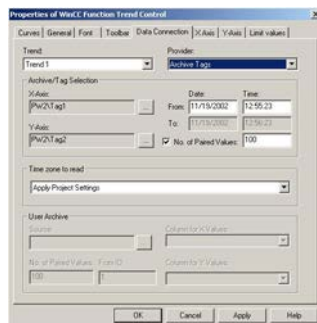 Properties of WinCC Function Trend Control
Curves General Font Toolbar Data Connection X Axis Y-Axis Limit values
Trend: Provider:
Trend 1 Archive Tags
Archive/Tag Selection
X-Axis: Date: Time:
PW2\Tag1 ... From: 11/19/2002 12:55:23
To: 11/19/2002 12:56:23
Y-Axis:
PW2\Tag2 ... No. of Paired Values: 100
Time zone to read
Apply Project Settings
User Archive
Source: Column for X Values:
...
No. of Paired Values: From ID: Column for Y Values:
100 1
OK Cancel Apply Help